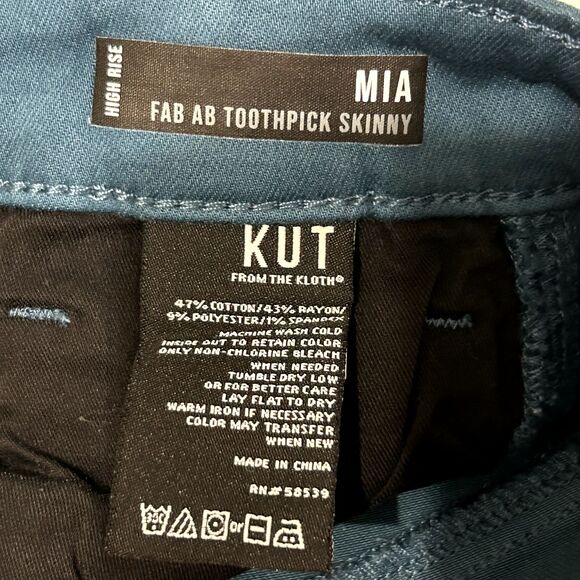 HIGH RISE
MIA
FAB AB TOOTHPICK SKINNY
KUT
FROM THE KLOTH®
47% COTTON/43% RAYON/
9% POLYESTER/1% SPANDEX
MACHINE WASH COLD
INSIDE OUT TO RETAIN COLOR
ONLY NON-CHLORINE BLEACH
WHEN NEEDED
TUMBLE DRY LOW
OR FOR BETTER CARE
LAY FLAT TO DRY
WARM IRON IF NECESSARY
COLOR MAY TRANSFER
WHEN NEW
MADE IN CHINA
RN# 58539
or